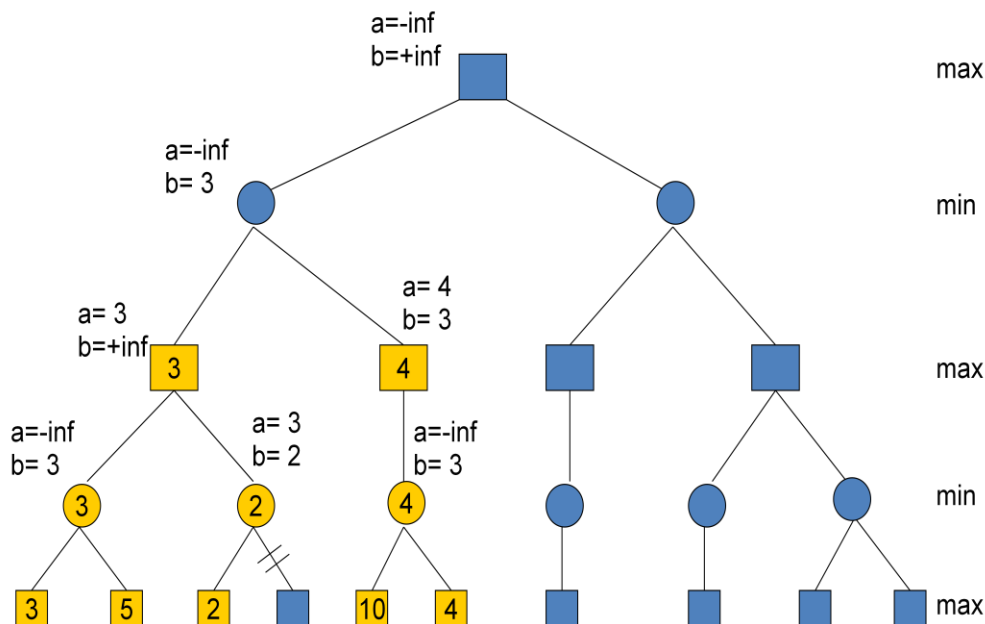 a=-inf
b=+inf
max
a=-inf
b= 3
min
a= 4
b= 3
a= 3
b=+inf
3
4
max
a=-inf
b= 3
a= 3
b= 2
a=-inf
b= 3
3
2
4
min
3
5
2
10
4
max